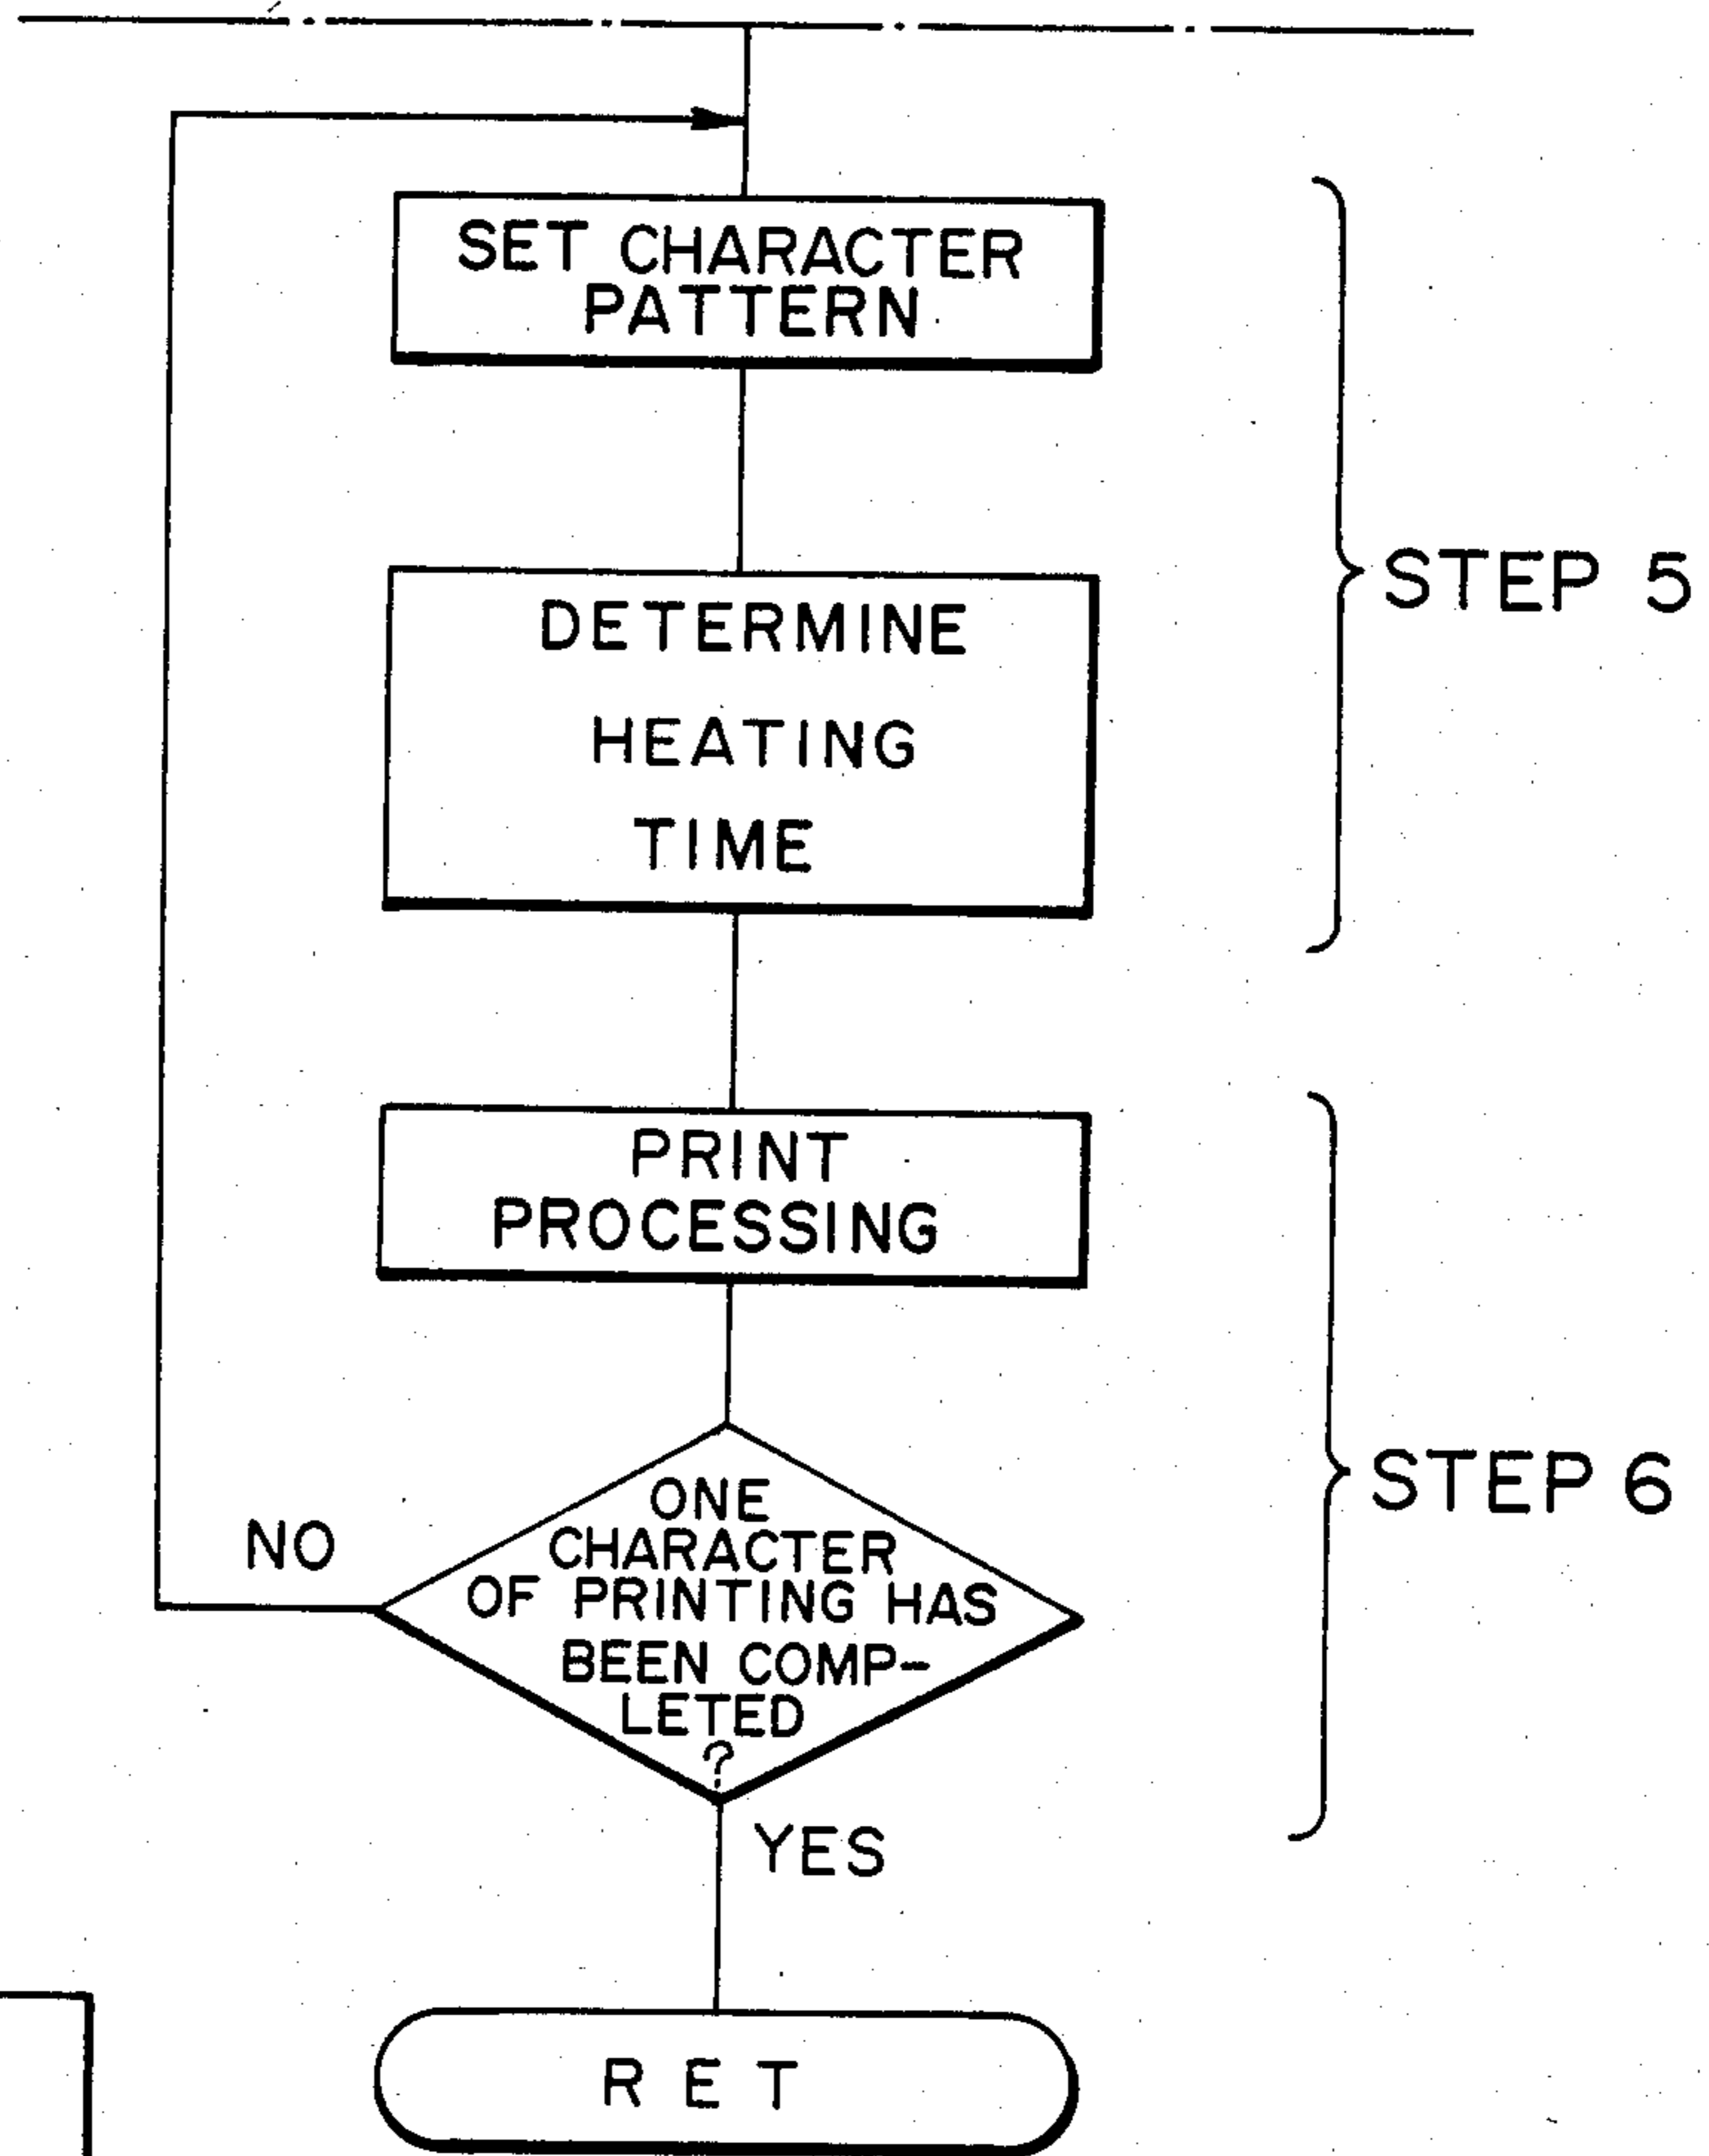 SET CHARACTER
PATTERN
DETERMINE
HEATING
TIME
STEP 5
PRINT
PROCESSING
ONE
CHARACTER
OF PRINTING HAS
BEEN COMP-
LETED
?
STEP 6
NO
YES
RET